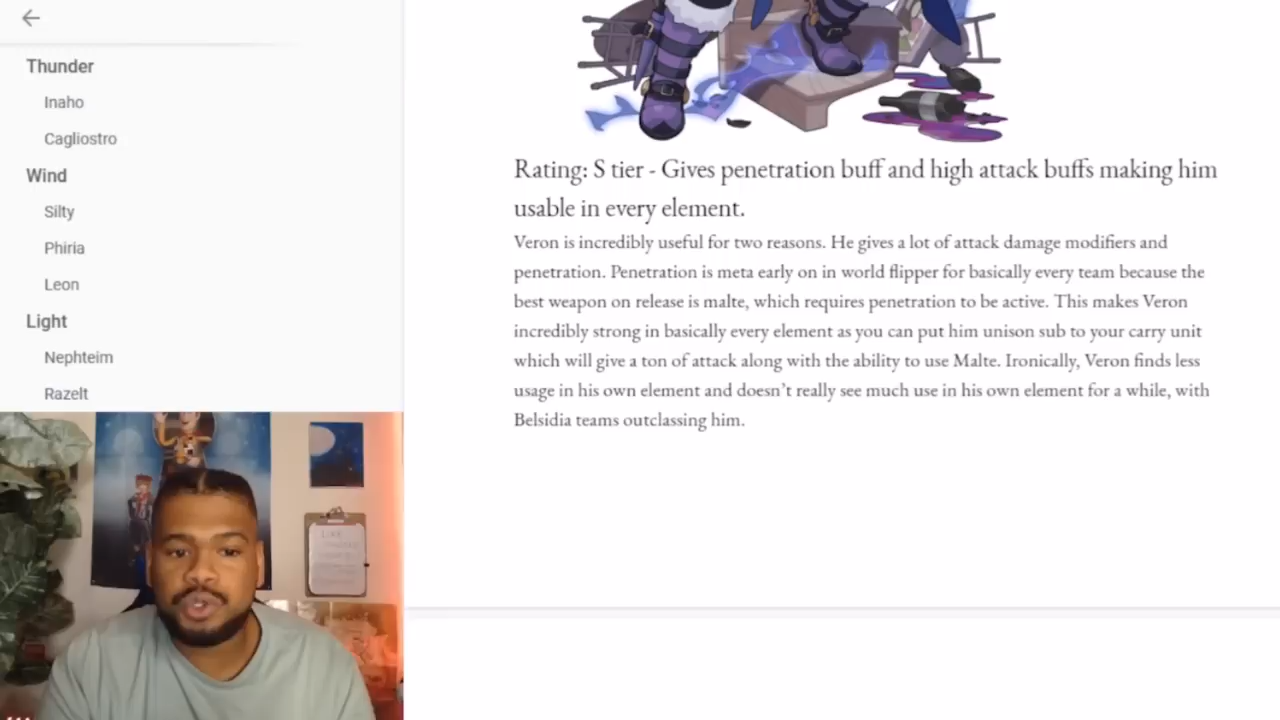 Thunder
Inaho
Cagliostro
Wind
Silty
Phiria
Leon
Light
Nephteim
Razelt
Rating: S tier - Gives penetration buff and high attack buffs making him
usable in every element.
Veron is incredibly useful for two reasons. He gives a lot of attack damage modifiers and
penetration. Penetration is meta early on in world flipper for basically every team because the
best weapon on release is malte, which requires penetration to be active. This makes Veron
incredibly strong in basically every element as you can put him unison sub to your carry unit
which will give a ton of attack along with the ability to use Malte. Ironically, Veron finds less
usage in his own element and doesn't really see much use in his own element for a while, with
Belsidia teams outclassing him.